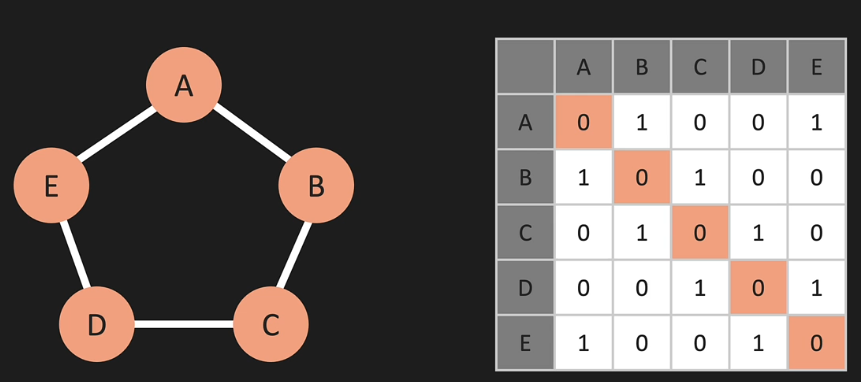 A
E
B
D
C
A B C D E
A 0 1 0 0 1
B 1 0 1 0 0
C 0 1 0 1 0
D 0 0 1 0 1
E 1 0 0 1 0